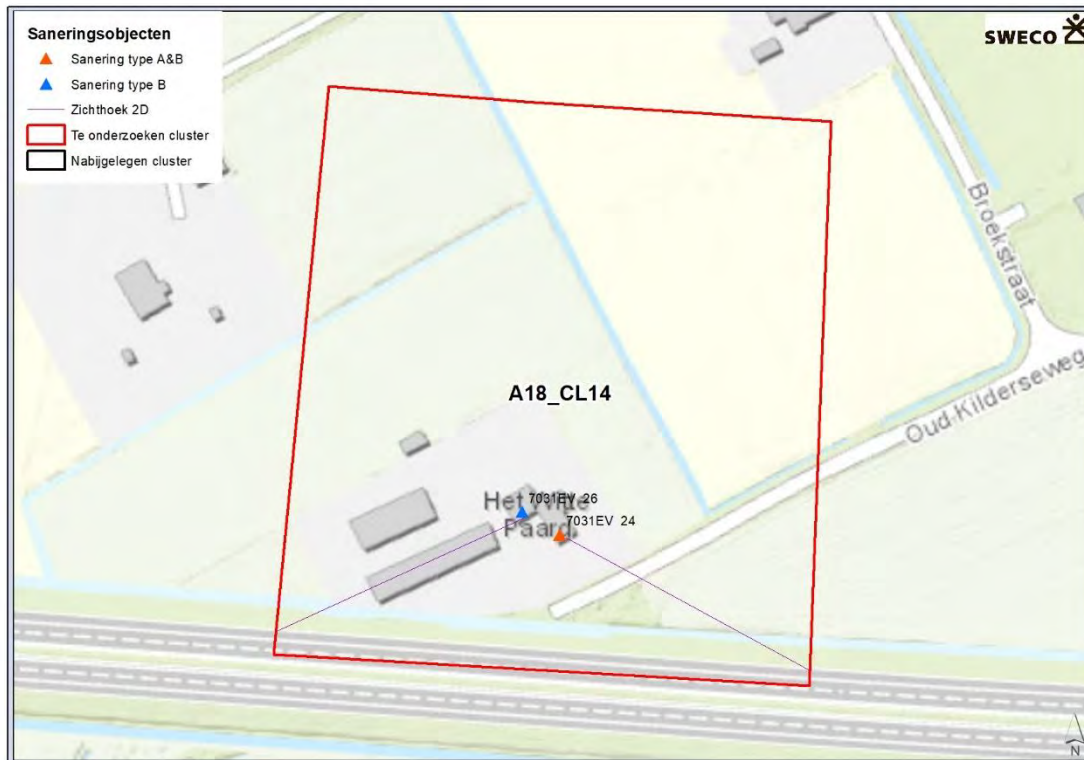 Saneringsobjecten
Sanering type A&B
Sanering type B
Zichthoek 2D
Te onderzoeken cluster
Nabijgelegen cluster
SWECO
Broekstraat
Oud-Kilderseweg
A18_CL14
Het Witte
Paard
7031EV 26
7031EV 24
N